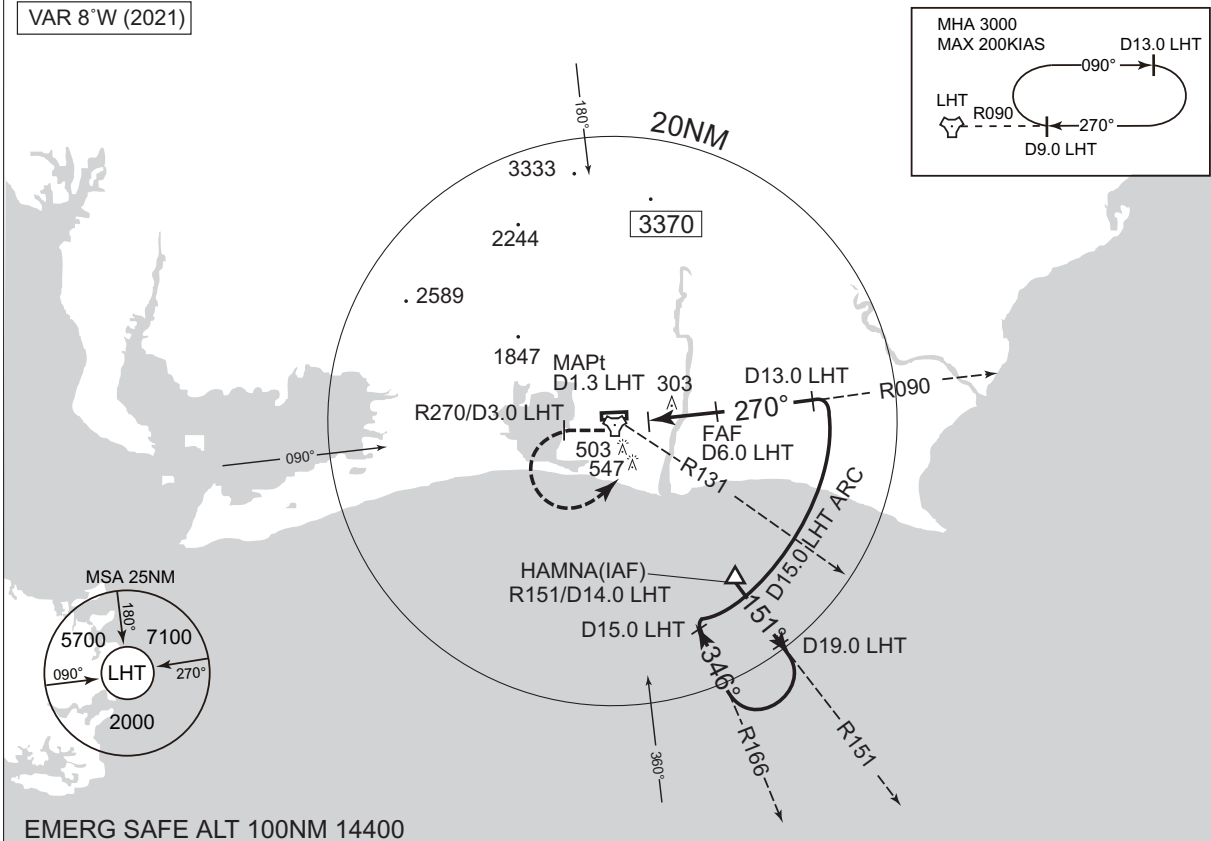 VAR 8˚W (2021)
MHA 3000
MAX 200KIAS
D13.0 LHT
090°
LHT
R090
270°
D9.0 LHT
180°
20NM
3333
3370
2244
2589
1847
MAPt
D1.3 LHT
303
D13.0 LHT
R090
R270/D3.0 LHT
270°
FAF
D6.0 LHT
503
547
090°
R131
D15.0 LHT ARC
HAMNA(IAF)
R151/D14.0 LHT
151°
D15.0 LHT
D19.0 LHT
346°
R166
R151
360°
MSA 25NM
180°
5700
7100
090°
LHT
270°
2000
EMERG SAFE ALT 100NM 14400